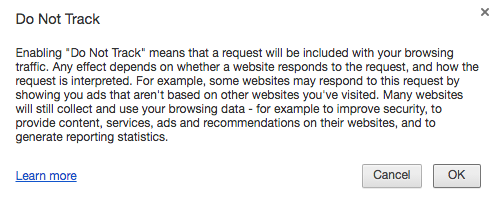 Do Not Track
Enabling "Do Not Track" means that a request will be included with your browsing
traffic. Any effect depends on whether a website responds to the request, and how the
request is interpreted. For example, some websites may respond to this request by
showing you ads that aren't based on other websites you've visited. Many websites
will still collect and use your browsing data - for example to improve security, to
provide content, services, ads and recommendations on their websites, and to
generate reporting statistics.
Learn more
Cancel
OK